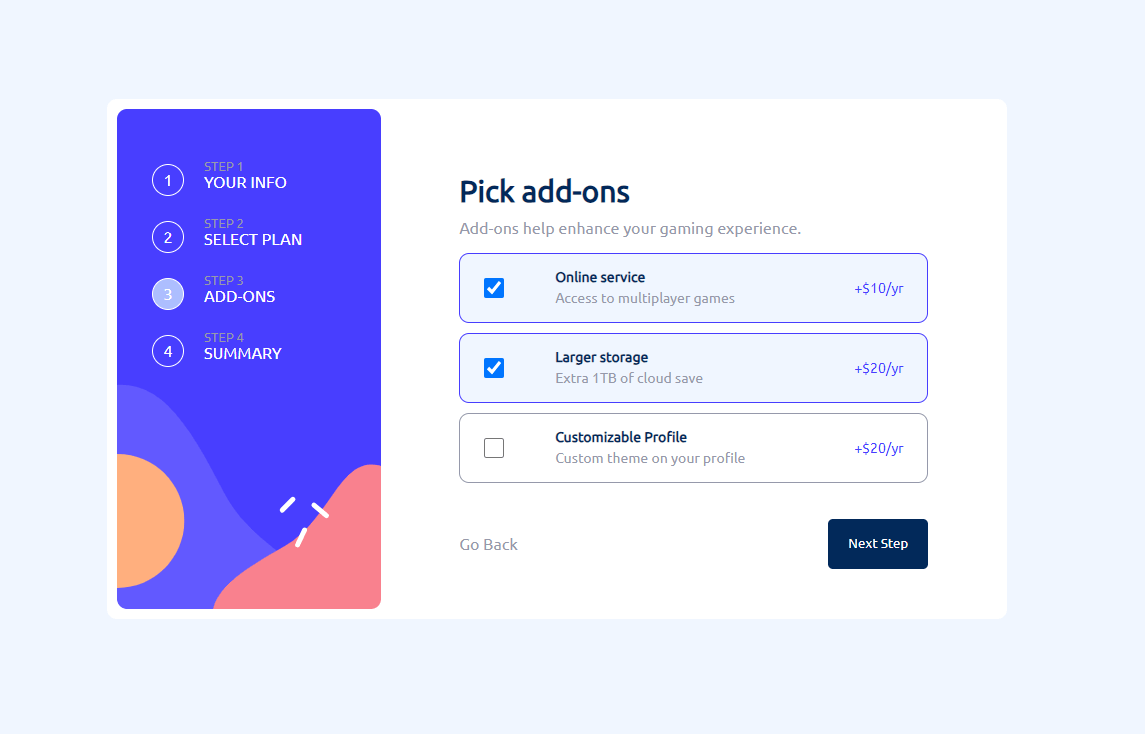 1
STEP 1
YOUR INFO
2
STEP 2
SELECT PLAN
3
STEP 3
ADD-ONS
4
STEP 4
SUMMARY
Pick add-ons
Add-ons help enhance your gaming experience.
Online service
Access to multiplayer games
+$10/yr
Larger storage
Extra 1TB of cloud save
+$20/yr
Customizable Profile
Custom theme on your profile
+$20/yr
Go Back
Next Step